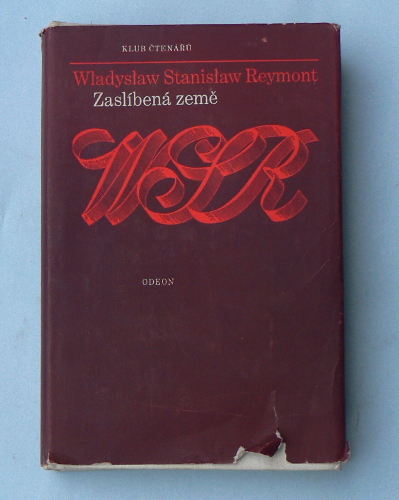 KLUB ČTENÁŘŮ
Władysław Stanisław Reymont
Zaslíbená země
WSR
ODEON